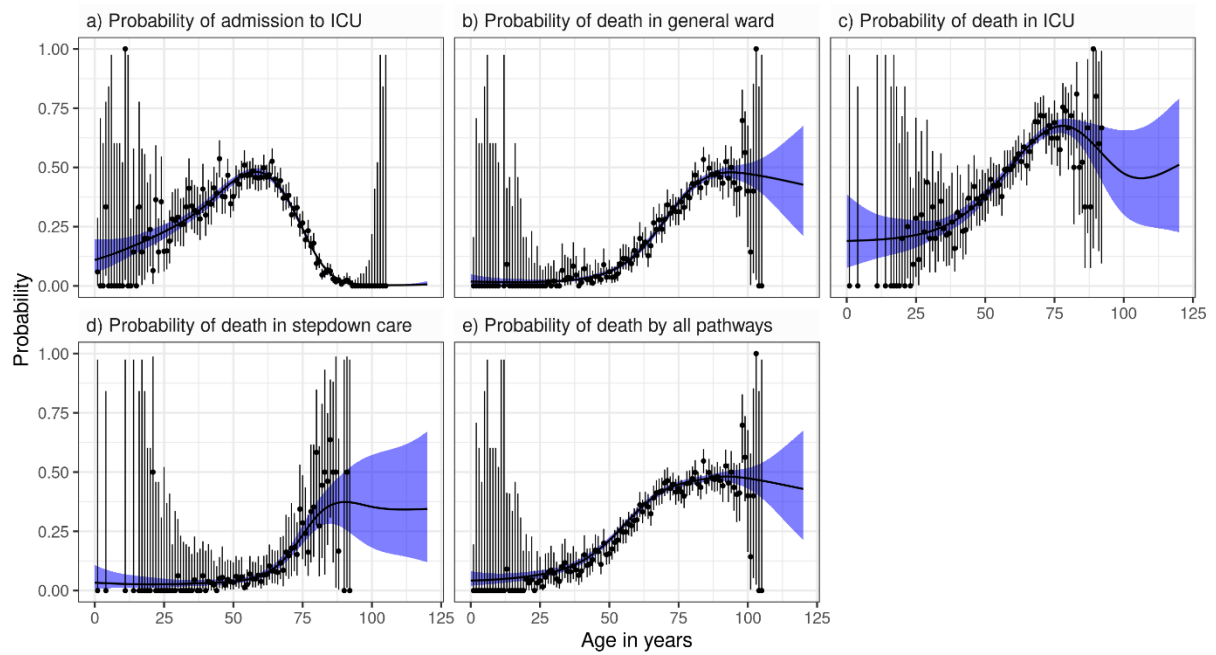 a) Probability of admission to ICU
b) Probability of death in general ward
c) Probability of death in ICU
1.00
0.75
0.50
0.25
0.00
0 25 50 75 100 125
d) Probability of death in stepdown care
e) Probability of death by all pathways
1.00
0.75
0.50
0.25
0.00
0 25 50 75 100 125
0 25 50 75 100 125
Probability
Age in years